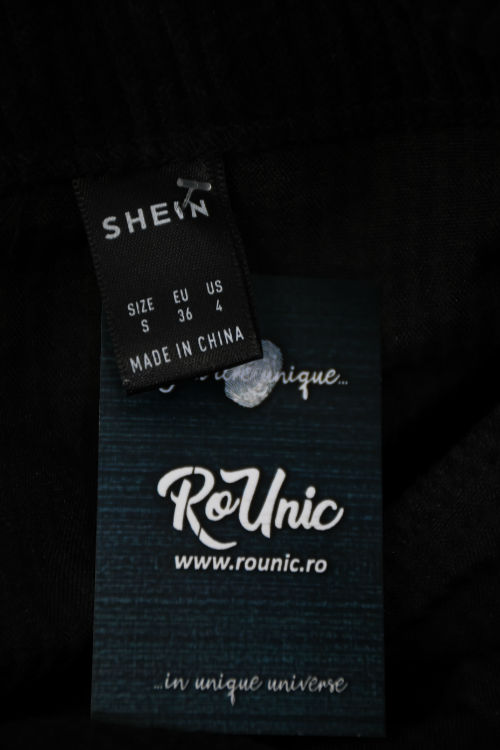 SHEIN
SIZE EU US
S 36 4
MADE IN CHINA
unique...
RoUnic
www.rounic.ro
...in unique universe